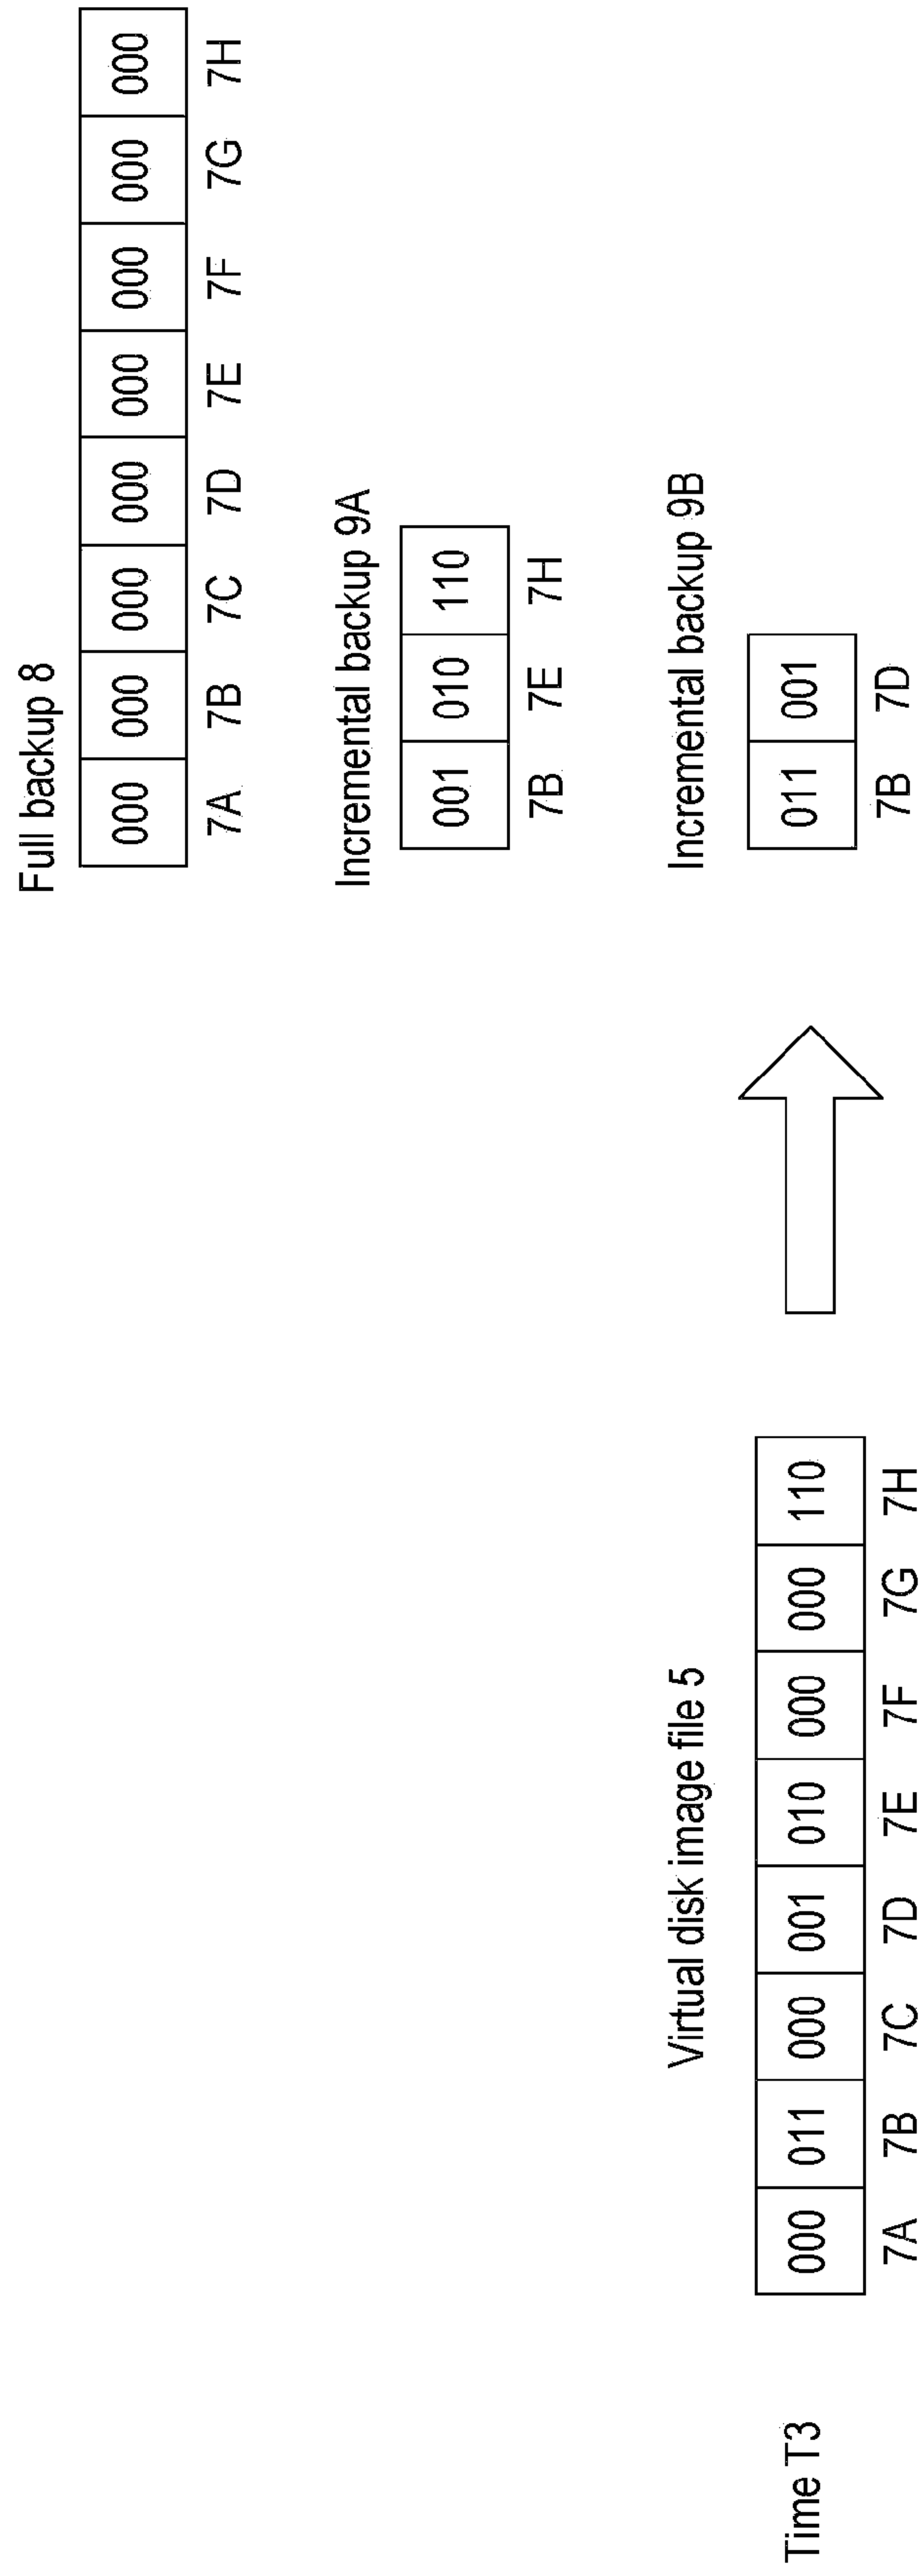 Full backup 8
000 000 000 000 000 000 000 000
7A 7B 7C 7D 7E 7F 7G 7H
Incremental backup 9A
001 010 110
7B 7E 7H
Virtual disk image file 5
Incremental backup 9B
Time T3
000 011 000 001 010 000 000 110
7A 7B 7C 7D 7E 7F 7G 7H
011 001
7B 7D